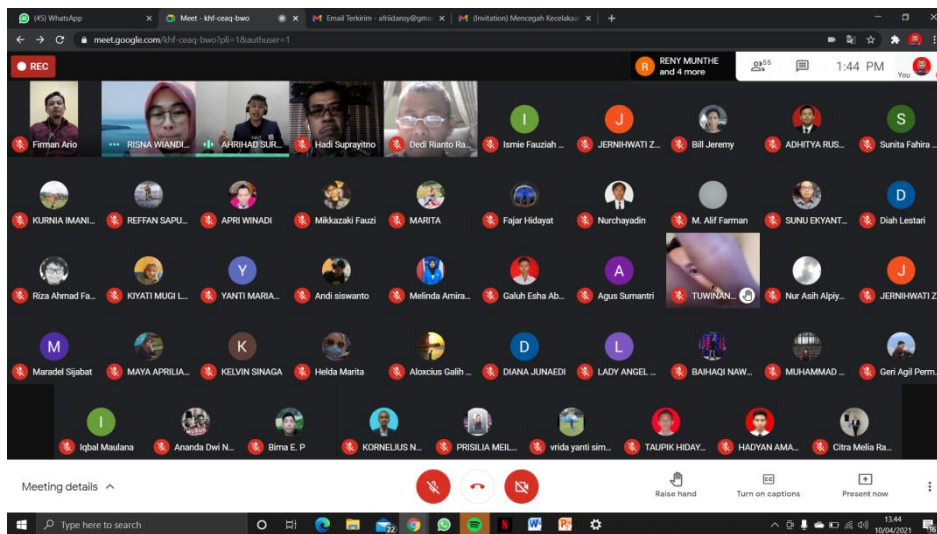 (45) WhatsApp
Meet - khf-ceaq-bwo
Email Terkirim - afriidansy@gma
(Invitation) Mencegah Kecelakaa
meet.google.com/khf-ceaq-bwo?pli=1&authuser=1
REC
R
RENY MUNTHE
and 4 more
55
1:44 PM
You
Firman Ario
RISNA WIANDI...
AHRIHAD SUR...
Hadi Suprayitno
Dedi Rianto Ra...
I
Ismie Fauziah ...
J
JERNIHWATI Z...
Bill Jeremy
ADHITYA RUS...
S
Sunita Fahira ...
KURNIA IMANI...
REFFAN SAPU...
APRI WINADI
Mikkazaki Fauzi
MARITA
Fajar Hidayat
Nurchayadin
M. Alif Farman
SUNU EKYANT...
D
Diah Lestari
Riza Ahmad Fa...
KIYATI MUGI L...
Y
YANTI MARIA...
Andi siswanto
Melinda Amira...
Galuh Esha Ab...
A
Agus Sumantri
TUWINAN...
Nur Asih Alpiy...
J
JERNIHWATI Z
M
Maradel Sijabat
MAYA APRILIA...
K
KELVIN SINAGA
Helda Marita
Aloxcius Galih ...
D
DIANA JUNAEDI
L
LADY ANGEL ...
BAIHAQI NAW...
MUHAMMAD ...
Geri Agil Perm.
I
Iqbal Maulana
Ananda Dwi N...
Bima E. P
KORNELIUS N...
PRISILIA MEIL...
vrida yanti sim...
TAUPIK HIDAY...
HADYAN AMA...
Citra Melia Ra...
Meeting details
Raise hand
Turn on captions
Present now
Type here to search
22
13.44
10/04/2021
16